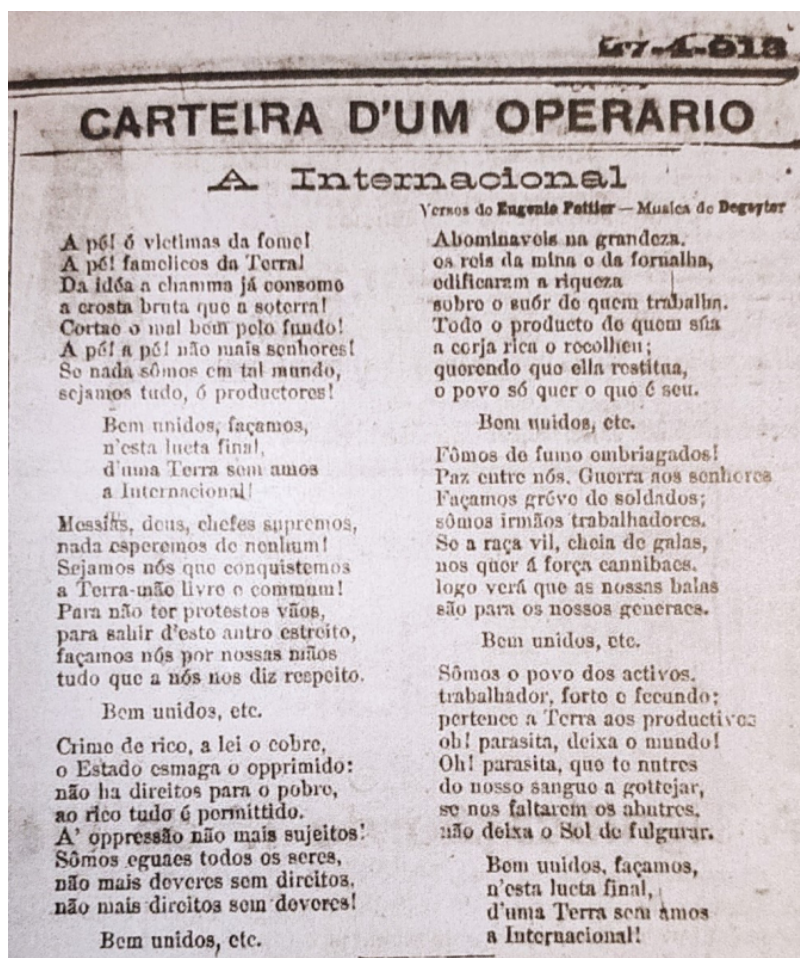 27-4-913
CARTEIRA D'UM OPERARIO
A Internacional
Versos de Eugenio Pottier — Musica de Degeyter
A pé! ó victimas da fome!
A pé! famelicos da Terra!
Da idéa a chamma já consome
a crosta bruta que a soterra!
Cortae o mal bem pelo fundo!
A pé! a pé! não mais senhores!
Se nada sômos em tal mundo,
sejamos tudo, ó productores!
Bem unidos, façamos,
n'esta lucta final,
d'uma Terra sem amos
a Internacional!
Messias, deus, chefes supremos,
nada esperemos de nenhum!
Sejamos nós que conquistemos
a Terra-mão livre e commum!
Para não ter protestos vãos,
para sahir d'este antro estreito,
façamos nós por nossas mãos
tudo que a nós nos diz respeito.
Bem unidos, etc.
Crime de rico, a lei o cobre,
o Estado esmaga o opprimido:
não ha direitos para o pobre,
ao rico tudo é permittido.
A' oppressão não mais sujeitos!
Sômos eguaes todos os seres,
não mais deveres sem direitos,
não mais direitos sem deveres!
Bem unidos, etc.
Abominaveis na grandeza,
os reis da mina e da fornalha,
edificaram a riqueza
sobre o suór de quem trabalha.
Todo o producto de quem súa
a corja rica o recolheu;
querendo que ella restitua,
o povo só quer o que é seu.
Bem unidos, etc.
Fômos de fumo embriagados!
Paz entre nós. Guerra aos senhores
Façamos gréve de soldados;
sômos irmãos trabalhadores.
Se a raça vil, cheia de galas,
nos quer á força cannibaes.
logo verá que as nossas balas
são para os nossos generaes.
Bem unidos, etc.
Sômos o povo dos activos.
trabalhador, forte e fecundo;
pertence a Terra aos productivos
oh! parasita, deixa o mundo!
Oh! parasita, que te nutres
do nosso sangue a gottejar,
se nos faltarem os abutres.
não deixa o Sol de fulgurar.
Bem unidos, façamos,
n'esta lucta final,
d'uma Terra sem amos
a Internacional!